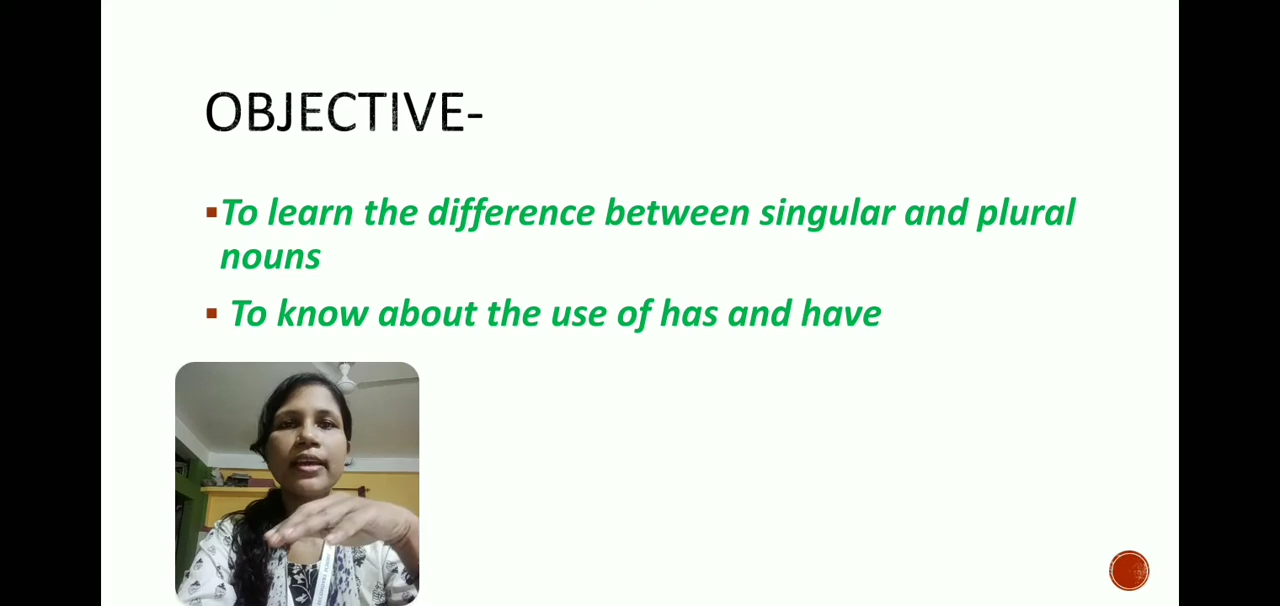 OBJECTIVE-
To learn the difference between singular and plural
nouns
To know about the use of has and have